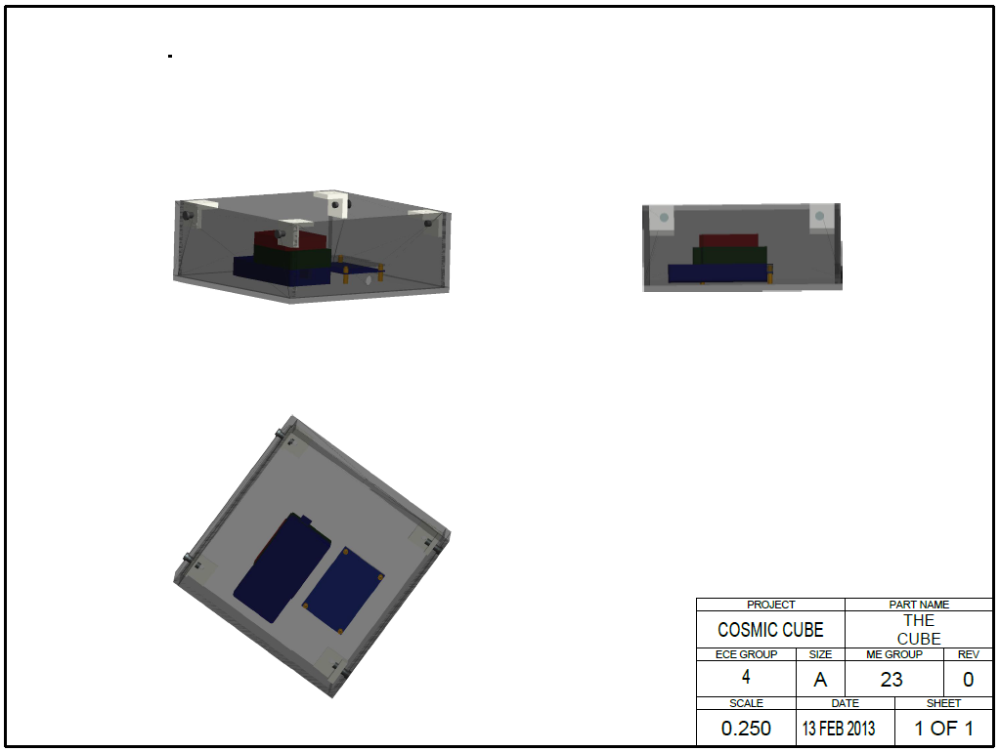 PROJECT PART NAME
COSMIC CUBE THE
CUBE
ECE GROUP SIZE ME GROUP REV
4 A 23 0
SCALE DATE SHEET
0.250 13 FEB 2013 1 OF 1